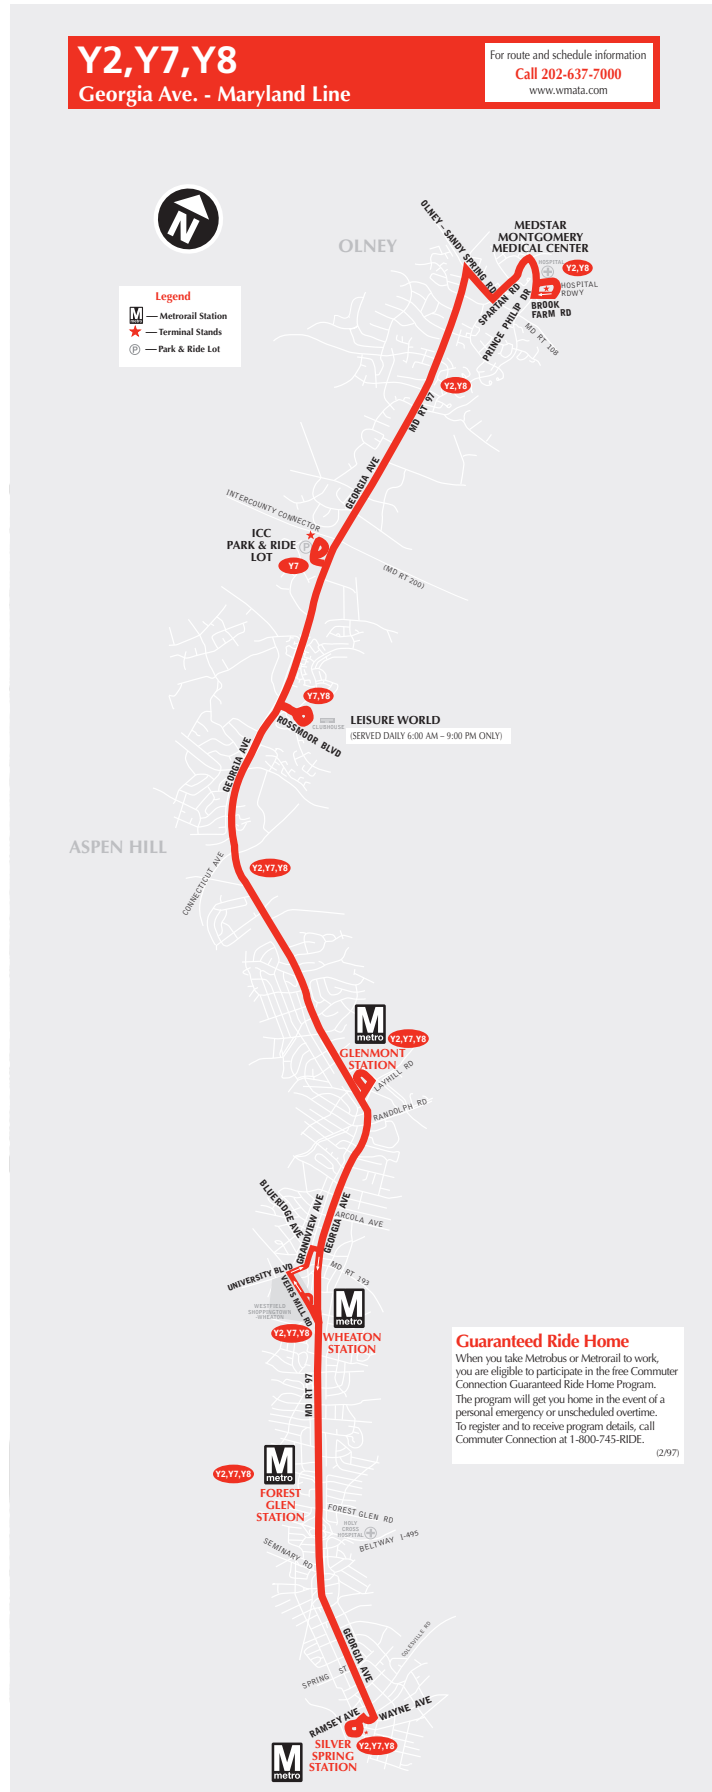 Y2,Y7,Y8
Georgia Ave. - Maryland Line
For route and schedule information
Call 202-637-7000
www.wmata.com
N
Legend
M
metro
— Metrorail Station
— Terminal Stands
P
— Park & Ride Lot
OLNEY
OLNEY – SANDY SPRING RD
MEDSTAR
MONTGOMERY
MEDICAL CENTER
HOSPITAL
Y2,Y8
HOSPITAL
RDWY
SPARTAN RD
PRINCE PHILIP DR
BROOK
FARM RD
MD RT 108
Y2,Y8
MD RT 97
GEORGIA AVE
INTERCOUNTY CONNECTOR
ICC
PARK & RIDE
LOT
P
Y7
(MD RT 200)
Y7,Y8
CLUBHOUSE
ROSSMOOR BLVD
LEISURE WORLD
(SERVED DAILY 6:00 AM – 9:00 PM ONLY)
GEORGIA AVE
ASPEN HILL
CONNECTICUT AVE
Y2,Y7,Y8
M
metro
Y2,Y7,Y8
GLENMONT
STATION
LAYHILL RD
RANDOLPH RD
BLUERIDGE AVE
GRANDVIEW AVE
GEORGIA AVE
ARCOLA AVE
UNIVERSITY BLVD
VEIRS MILL RD
MD RT 193
WESTFIELD
SHOPPINGTOWN
-WHEATON
M
metro
Y2,Y7,Y8
WHEATON
STATION
Guaranteed Ride Home
When you take Metrobus or Metrorail to work,
you are eligible to participate in the free Commuter
Connection Guaranteed Ride Home Program.
The program will get you home in the event of a
personal emergency or unscheduled overtime.
To register and to receive program details, call
Commuter Connection at 1-800-745-RIDE.
(2/97)
MD RT 97
M
metro
Y2,Y7,Y8
FOREST
GLEN
STATION
FOREST GLEN RD
HOLY
CROSS
HOSPITAL
BELTWAY I-495
SEMINARY RD
GEORGIA AVE
COLESVILLE RD
SPRING ST
RAMSEY AVE
WAYNE AVE
M
metro
SILVER
SPRING
STATION
Y2,Y7,Y8